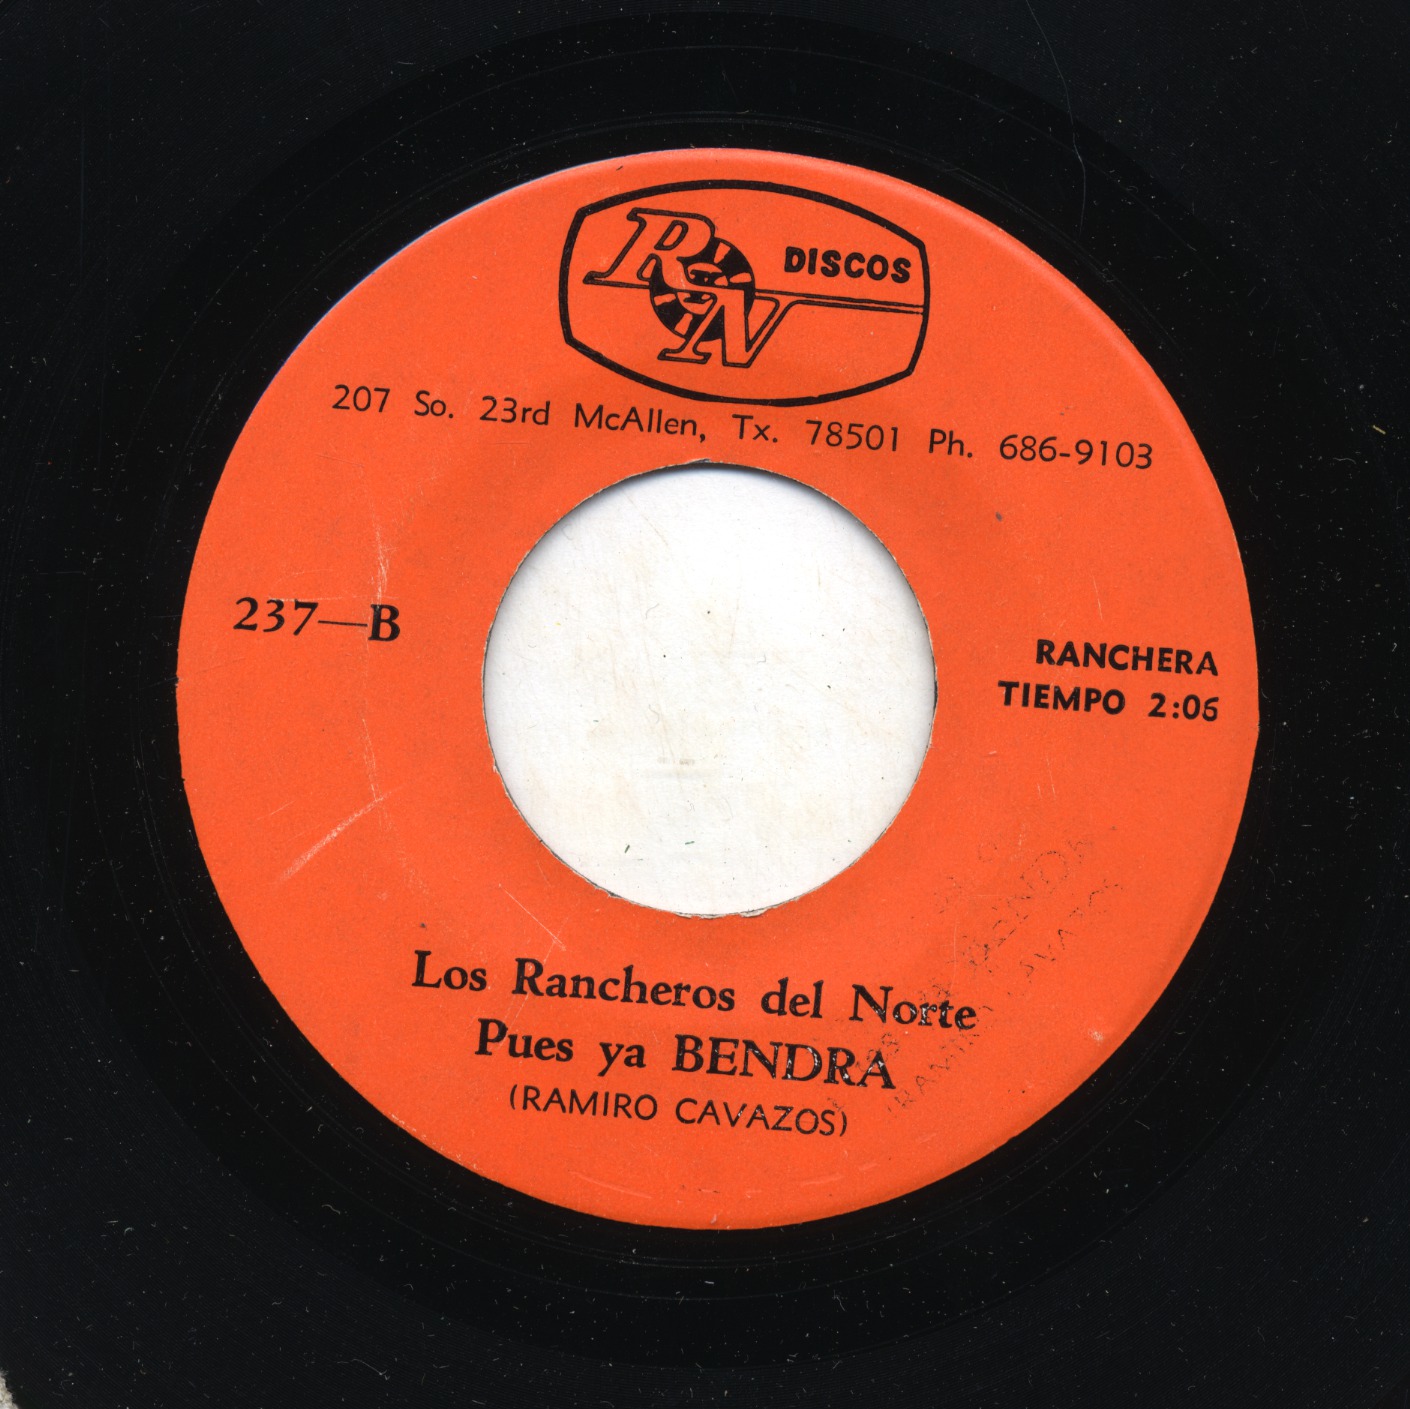 RN DISCOS
207 So. 23rd McAllen, Tx. 78501 Ph. 686-9103
237—B
RANCHERA
TIEMPO 2:06
Los Rancheros del Norte
Pues ya BENDRA
(RAMIRO CAVAZOS)